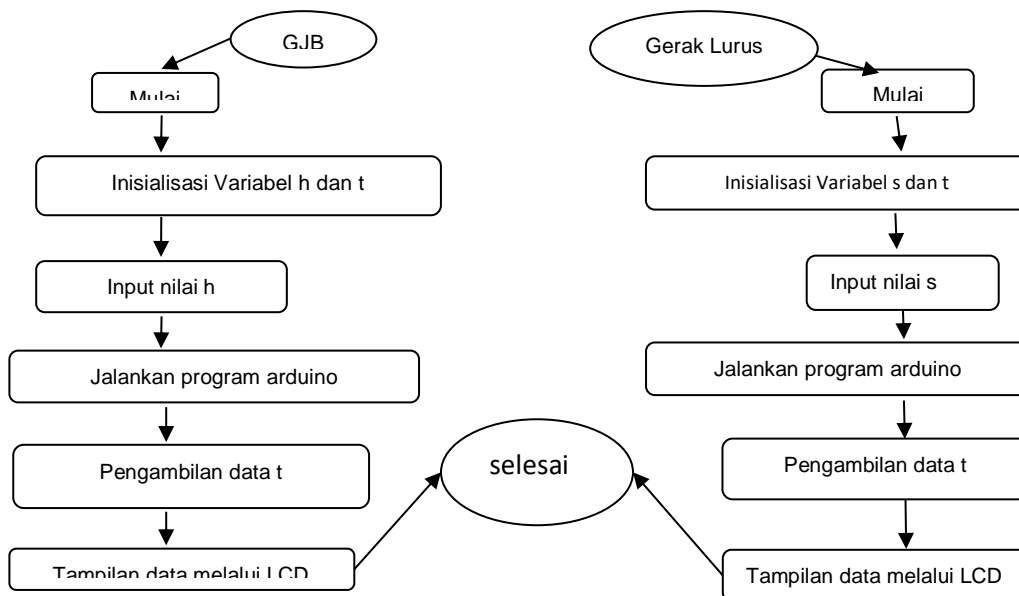 GJB
Mulai
Inisialisasi Variabel h dan t
Input nilai h
Jalankan program arduino
Pengambilan data t
Tampilan data melalui LCD
Gerak Lurus
Mulai
Inisialisasi Variabel s dan t
Input nilai s
Jalankan program arduino
Pengambilan data t
Tampilan data melalui LCD
selesai